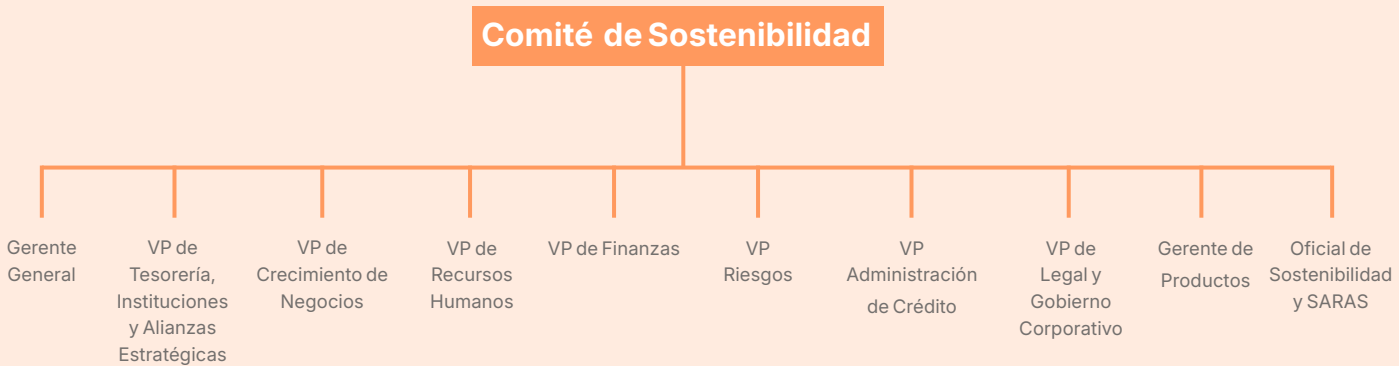 Comité de Sostenibilidad
Gerente
General
VP de
Tesorería,
Instituciones
y Alianzas
Estratégicas
VP de
Crecimiento de
Negocios
VP de
Recursos
Humanos
VP de Finanzas
VP
Riesgos
VP
Administración
de Crédito
VP de
Legal y
Gobierno
Corporativo
Gerente de
Productos
Oficial de
Sostenibilidad
y SARAS